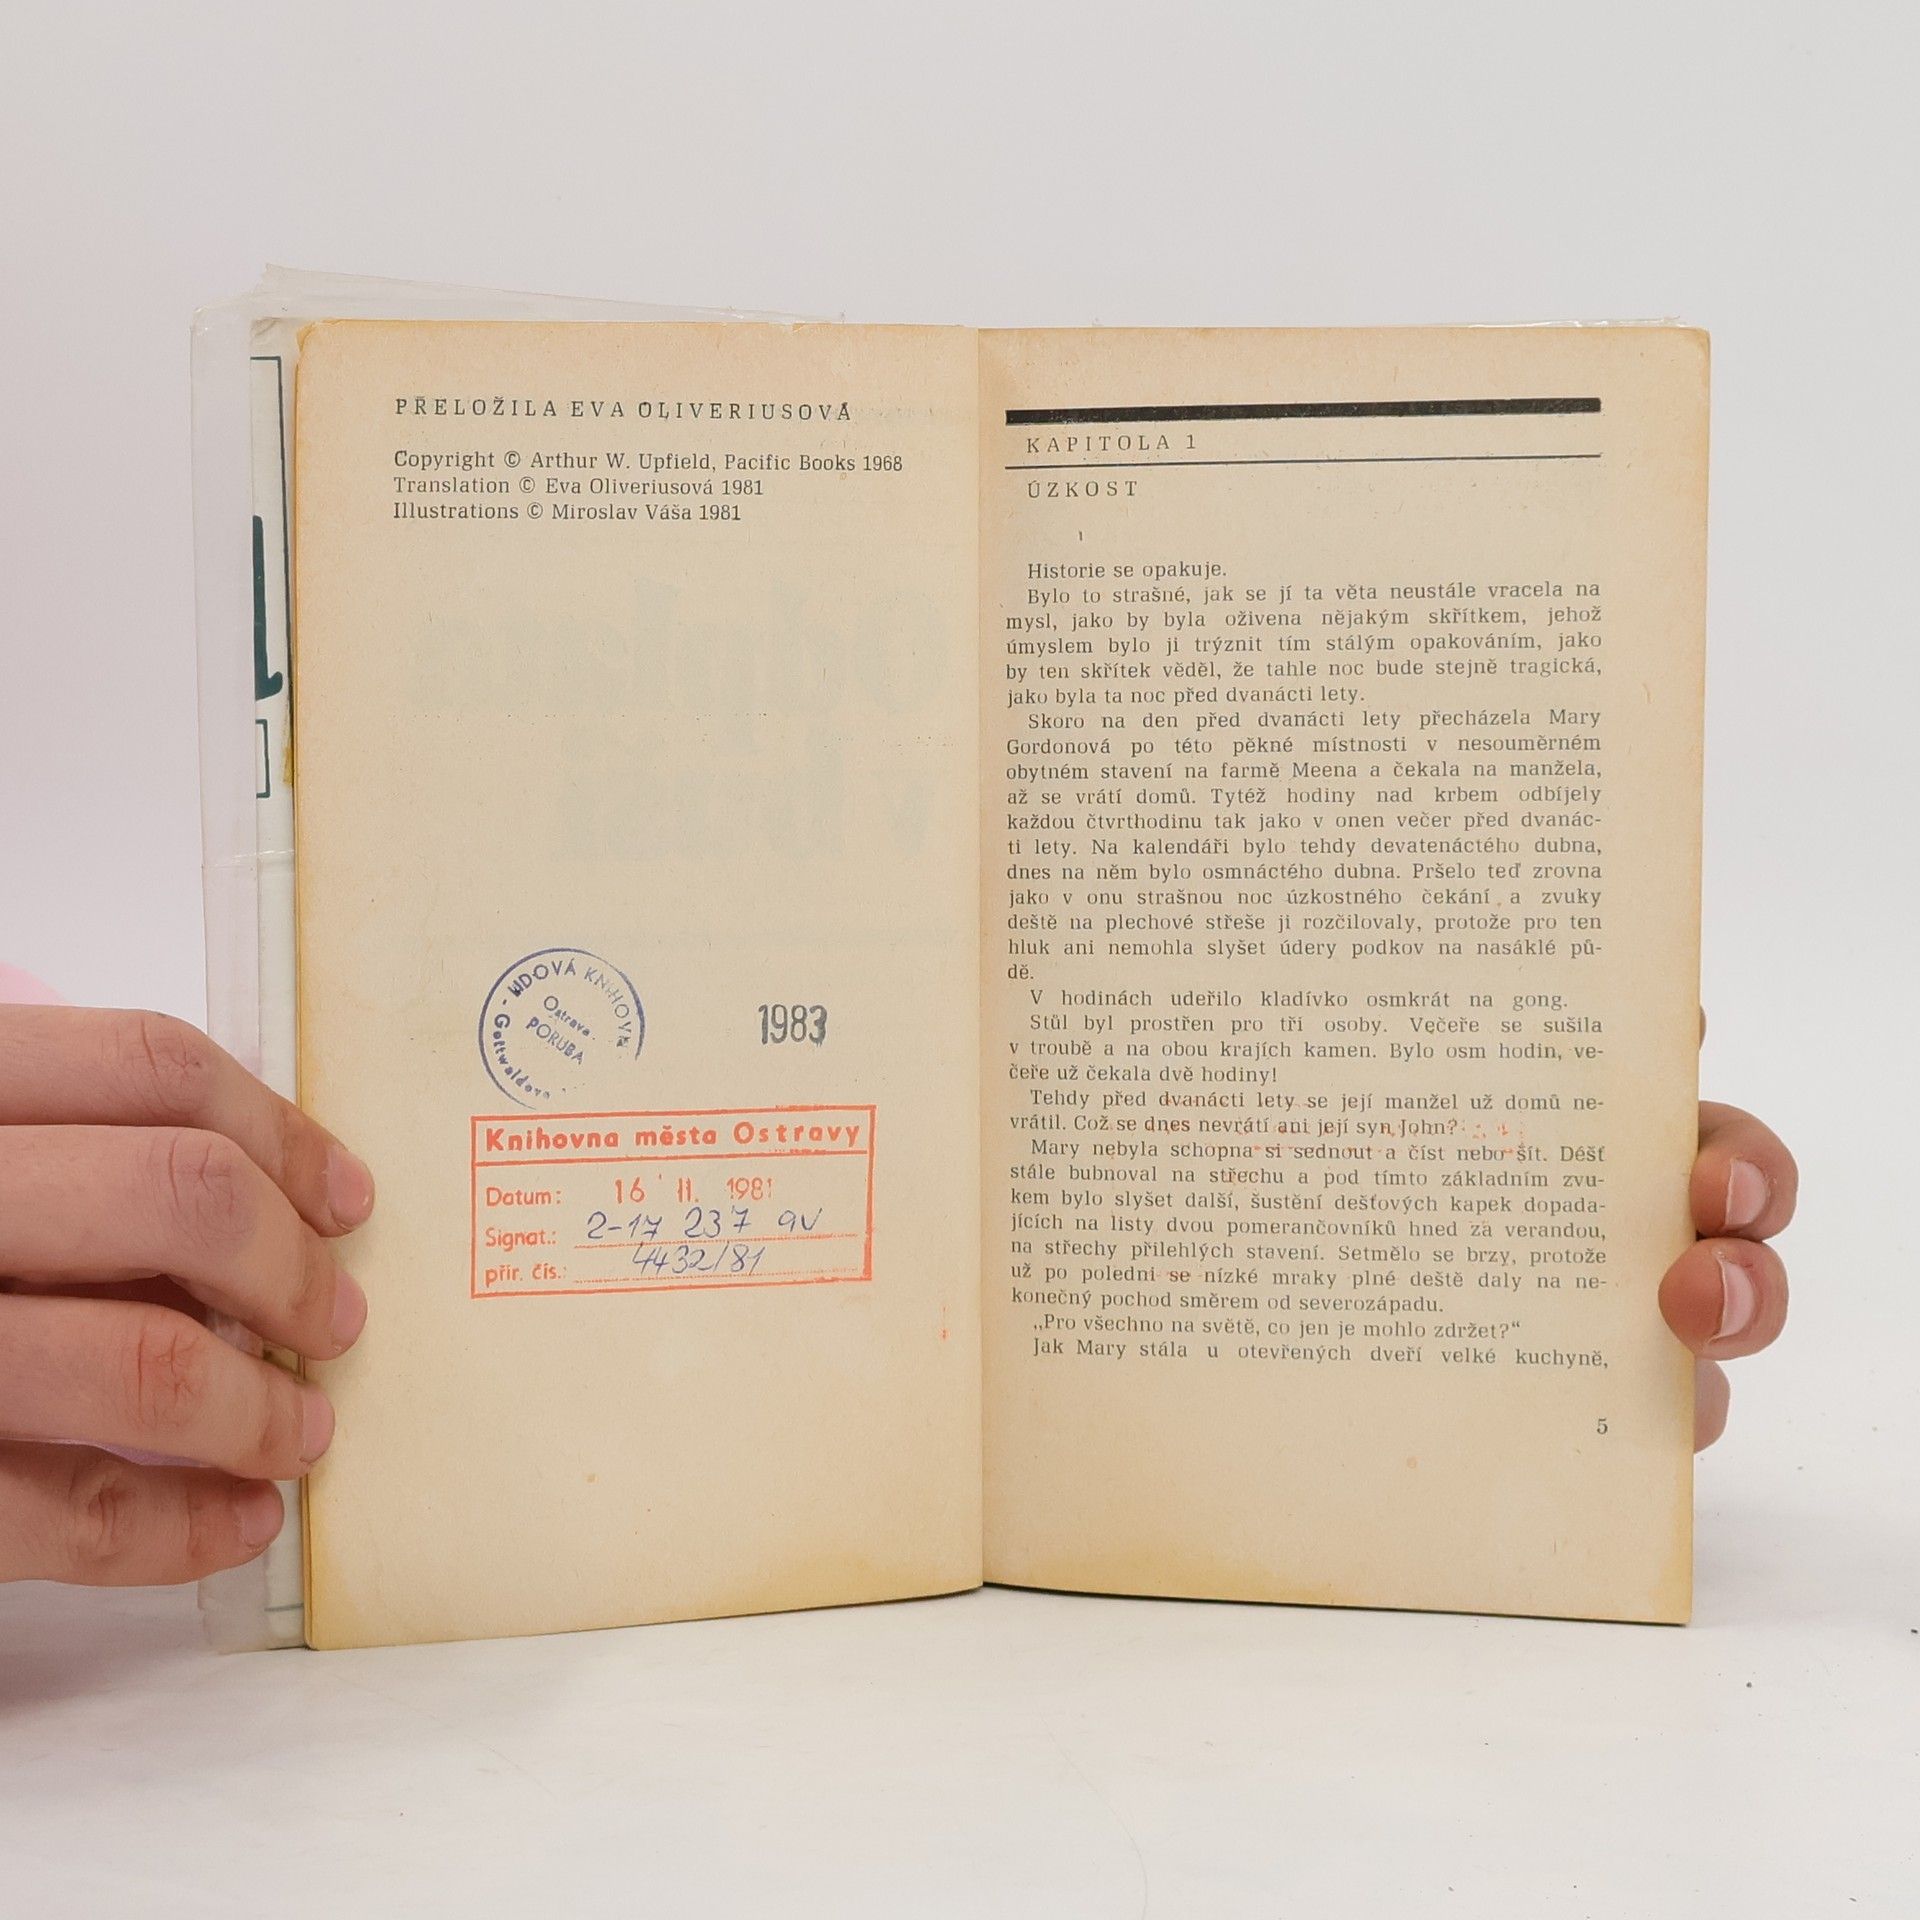 PŘELOŽILA EVA OLIVERIUSOVÁ
Copyright © Arthur W. Upfield, Pacific Books 1968
Translation © Eva Oliveriusová 1981
Illustrations © Miroslav Váša 1981
LIDOVÁ KNIHOVNA
Ostrava
PORUBA
1983
Knihovna města Ostravy
Datum: 16 II. 1981
Signat.: 2-17 237 av
přír. čís.: 4432/81
KAPITOLA 1
ÚZKOST
Historie se opakuje.
Bylo to strašné, jak se jí ta věta neustále vracela na
mysl, jako by byla oživena nějakým skřítkem, jehož
úmyslem bylo ji trýznit tím stálým opakováním, jako
by ten skřítek věděl, že tahle noc bude stejně tragická,
jako byla ta noc před dvanácti lety.
Skoro na den před dvanácti lety přecházela Mary
Gordonová po této pěkné místnosti v nesouměrném
obytném stavení na farmě Meena a čekala na manžela,
až se vrátí domů. Tytéž hodiny nad krbem odbíjely
každou čtvrthodinu tak jako v onen večer před dvanác-
ti lety. Na kalendáři bylo tehdy devatenáctého dubna,
dnes na něm bylo osmnáctého dubna. Pršelo teď zrovna
jako v onu strašnou noc úzkostného čekání a zvuky
deště na plechové střeše ji rozčilovaly, protože pro ten
hluk ani nemohla slyšet údery podkov na nasáklé pů-
dě.
V hodinách udeřilo kladívko osmkrát na gong.
Stůl byl prostřen pro tři osoby. Večeře se sušila
v troubě a na obou krajích kamen. Bylo osm hodin, ve-
čeře už čekala dvě hodiny!
Tehdy před dvanácti lety se její manžel už domů ne-
vrátil. Což se dnes nevrátí ani její syn John?
Mary nebyla schopna si sednout a číst nebo šít. Déšť
stále bubnoval na střechu a pod tímto základním zvu-
kem bylo slyšet další, šustění dešťových kapek dopada-
jících na listy dvou pomerančovníků hned za verandou,
na střechy přilehlých stavení. Setmělo se brzy, protože
už po poledni se nízké mraky plné deště daly na ne-
konečný pochod směrem od severozápadu.
„Pro všechno na světě, co jen je mohlo zdržet?“
Jak Mary stála u otevřených dveří velké kuchyně,
5